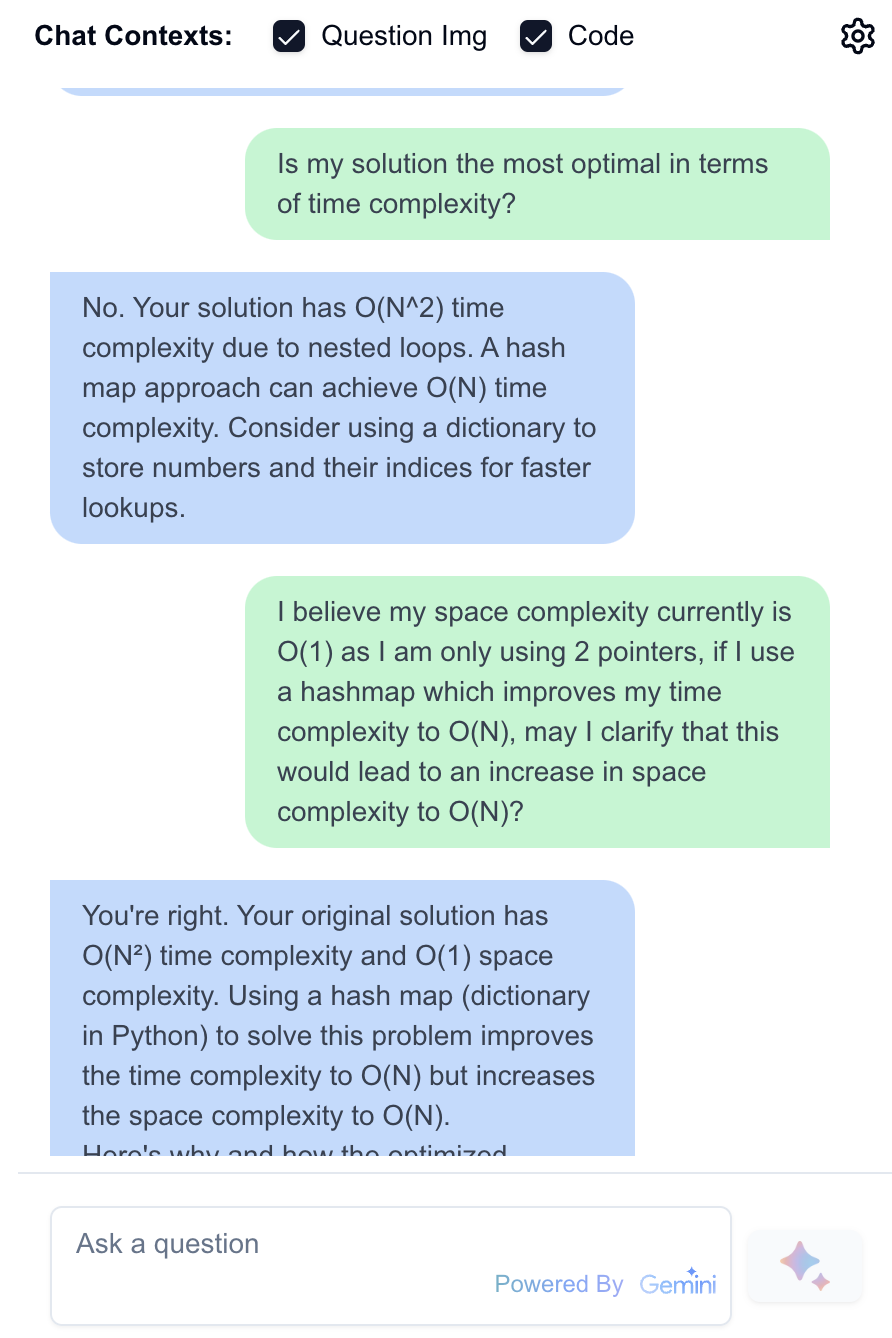 Chat Contexts: Question Img Code
Is my solution the most optimal in terms
of time complexity?
No. Your solution has O(N^2) time
complexity due to nested loops. A hash
map approach can achieve O(N) time
complexity. Consider using a dictionary to
store numbers and their indices for faster
lookups.
I believe my space complexity currently is
O(1) as I am only using 2 pointers, if I use
a hashmap which improves my time
complexity to O(N), may I clarify that this
would lead to an increase in space
complexity to O(N)?
You're right. Your original solution has
O(N²) time complexity and O(1) space
complexity. Using a hash map (dictionary
in Python) to solve this problem improves
the time complexity to O(N) but increases
the space complexity to O(N).
Here's why and how the optimized
Ask a question
Powered By Gemini